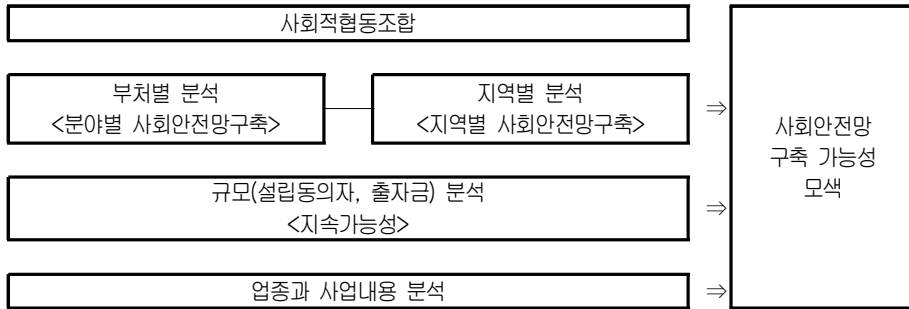 사회적협동조합
부처별 분석
<분야별 사회안전망구축>
지역별 분석
<지역별 사회안전망구축>
⇒
규모(설립동의자, 출자금) 분석
<지속가능성>
⇒
업종과 사업내용 분석
⇒
사회안전망
구축 가능성
모색